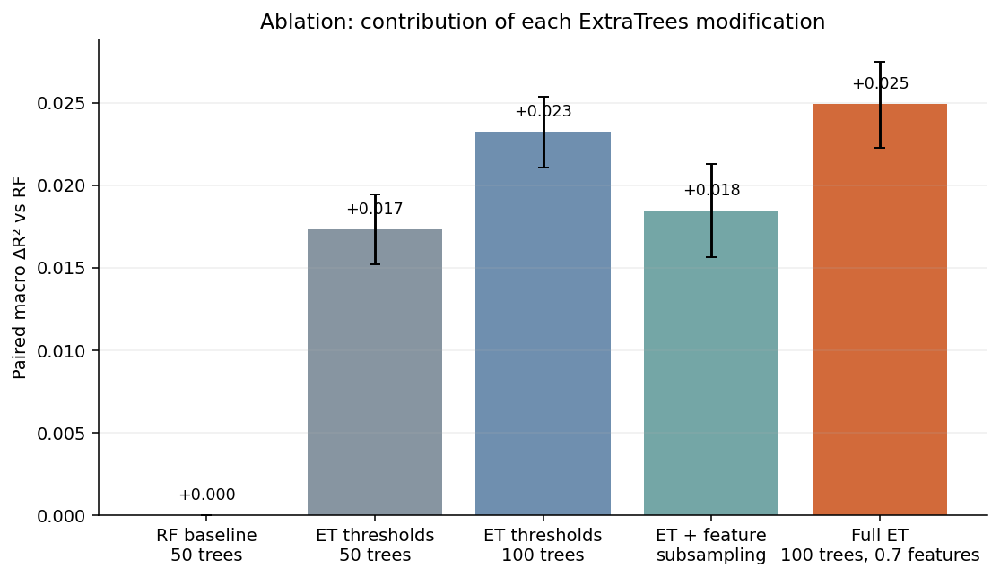 Ablation: contribution of each ExtraTrees modification
Paired macro ΔR² vs RF
0.025
0.020
0.015
0.010
0.005
0.000
+0.000
+0.017
+0.023
+0.018
+0.025
RF baseline
50 trees
ET thresholds
50 trees
ET thresholds
100 trees
ET + feature
subsampling
Full ET
100 trees, 0.7 features